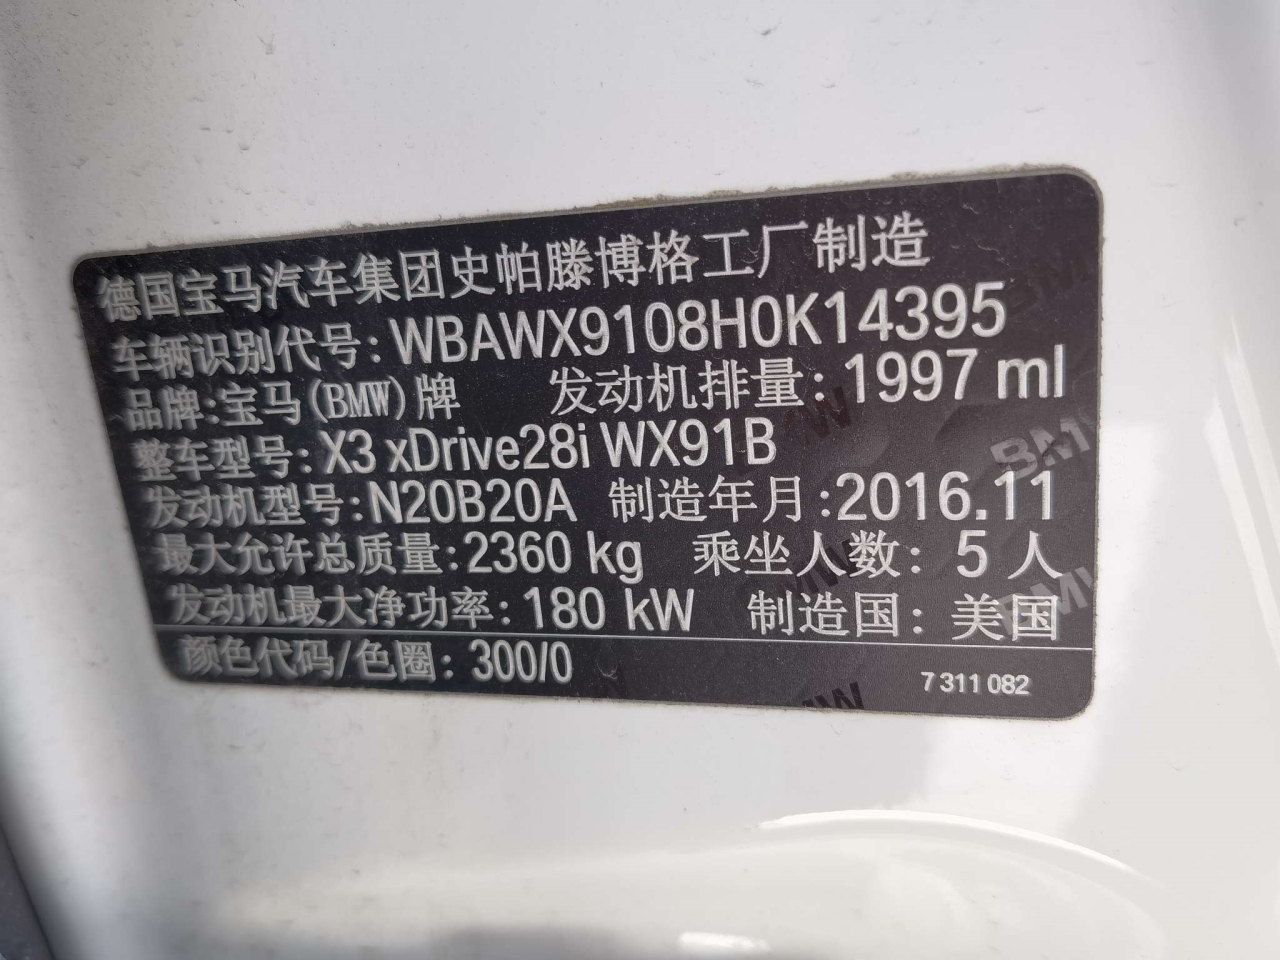 德国宝马汽车集团史帕滕博格工厂制造
车辆识别代号: WBAWX9108H0K14395
品牌:宝马(BMW)牌 发动机排量: 1997 ml
整车型号: X3 xDrive28i WX91B
发动机型号:N20B20A 制造年月:2016.11
最大允许总质量:2360 kg 乘坐人数: 5 人
发动机最大净功率: 180 kW 制造国: 美国
颜色代码/色圈: 300/0
7 311 082